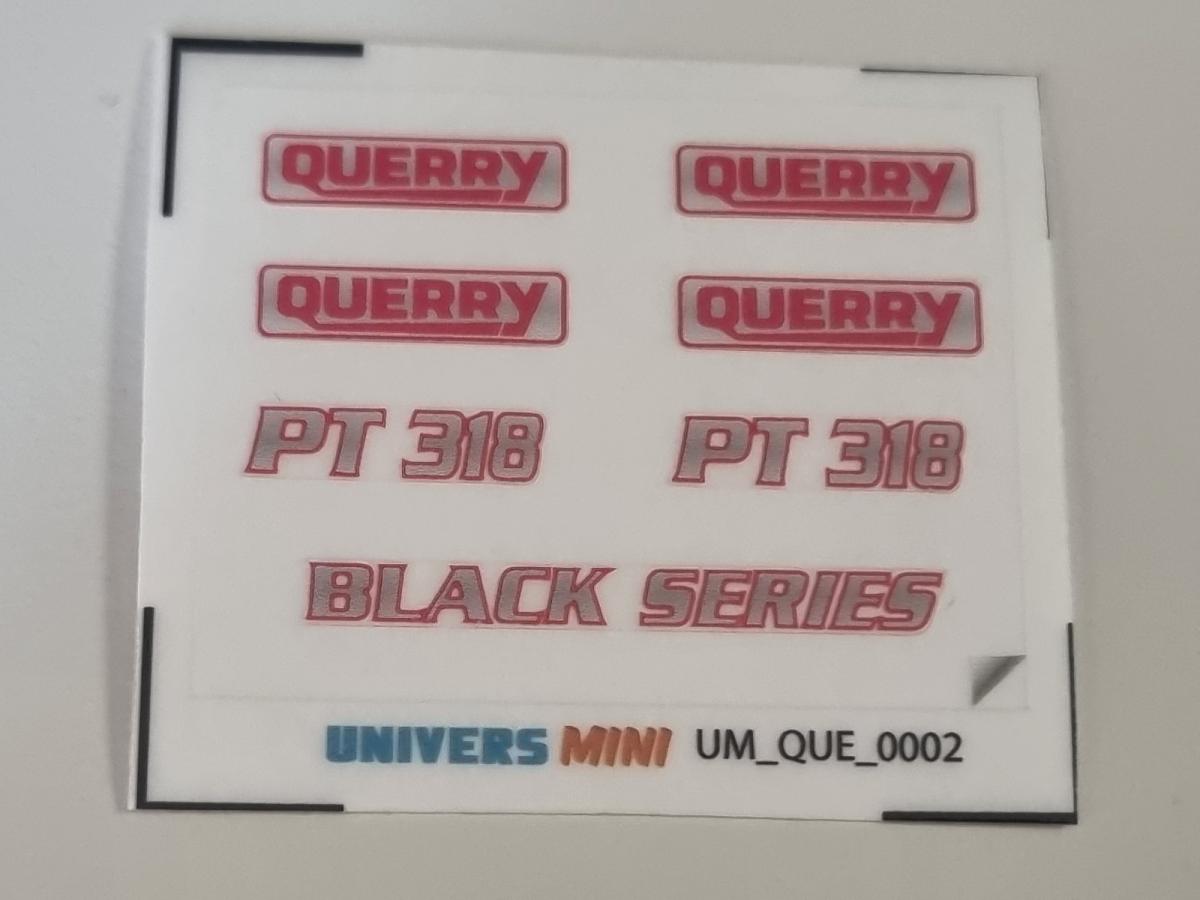 QUERRY QUERRY
QUERRY QUERRY
PT 318 PT 318
BLACK SERIES
UNIVERS MINI UM_QUE_0002